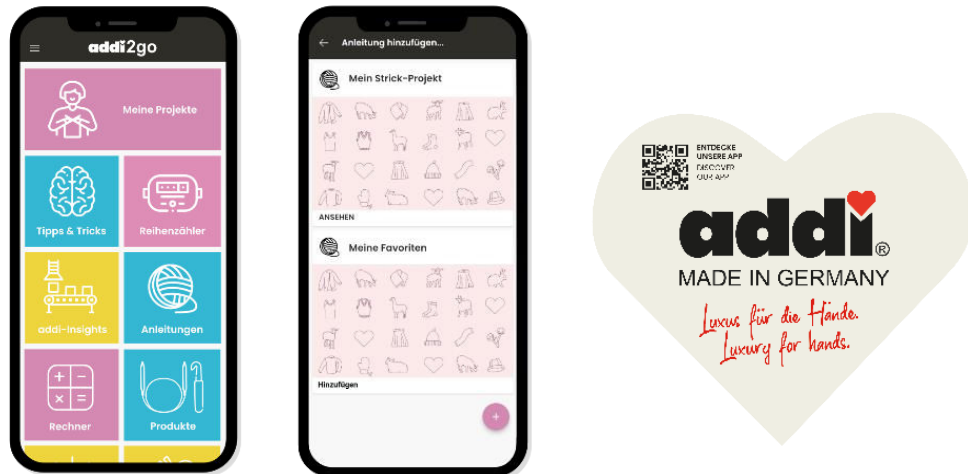 addi2go
Meine Projekte
Tipps & Tricks
Reihenzähler
addi-Insights
Anleitungen
Rechner
Produkte
Anleitung hinzufügen...
Mein Strick-Projekt
ANSEHEN
Meine Favoriten
Hinzufügen
ENTDECKE
UNSERE APP
DISCOVER
OUR APP
addi®
MADE IN GERMANY
Luxus für die Hände.
Luxury for hands.